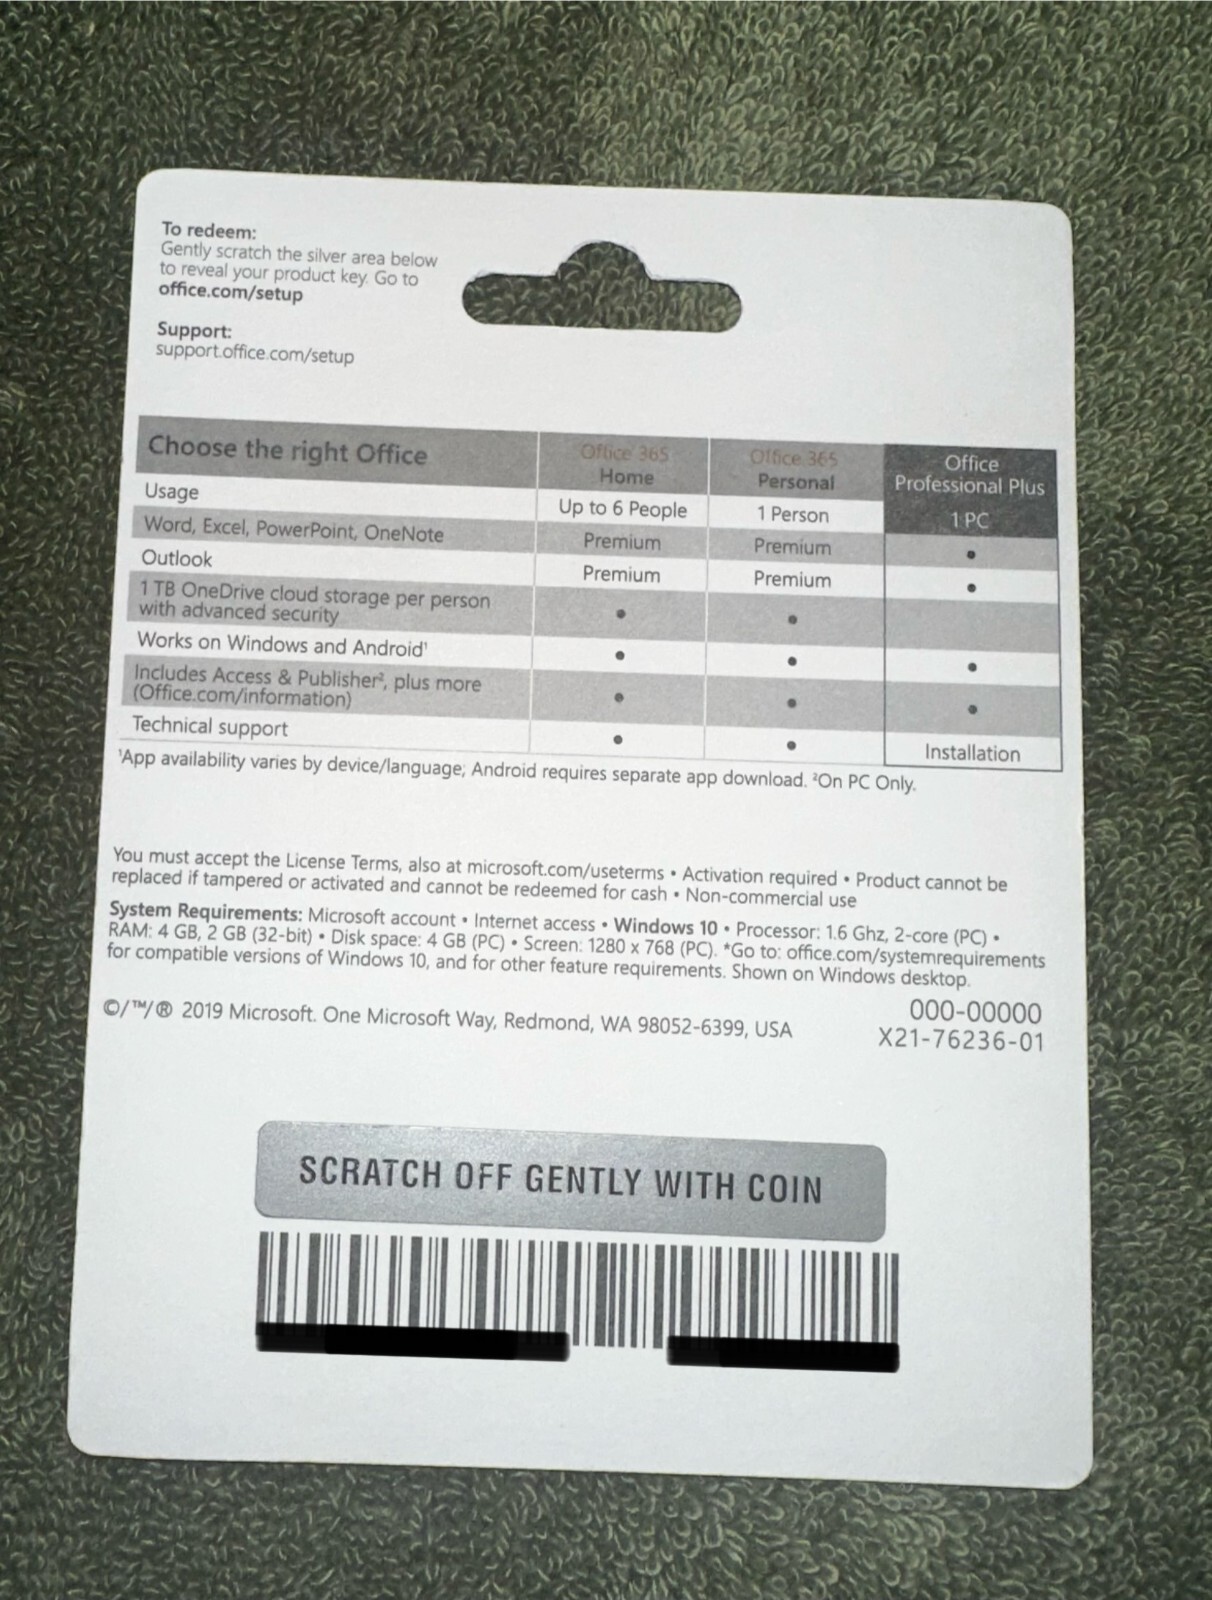 To redeem:
Gently scratch the silver area below
to reveal your product key. Go to
office.com/setup
Support:
support.office.com/setup
Choose the right Office
Office 365
Home
Office 365
Personal
Office
Professional Plus
Usage
Up to 6 People
1 Person
1 PC
Word, Excel, PowerPoint, OneNote
Premium
Premium
•
Outlook
Premium
Premium
•
1 TB OneDrive cloud storage per person
with advanced security
•
•
Works on Windows and Android¹
•
•
•
Includes Access & Publisher², plus more
(Office.com/information)
•
•
•
Technical support
•
•
Installation
¹App availability varies by device/language; Android requires separate app download. ²On PC Only.
You must accept the License Terms, also at microsoft.com/useterms • Activation required • Product cannot be
replaced if tampered or activated and cannot be redeemed for cash • Non-commercial use
System Requirements: Microsoft account • Internet access • Windows 10 • Processor: 1.6 Ghz, 2-core (PC) •
RAM: 4 GB, 2 GB (32-bit) • Disk space: 4 GB (PC) • Screen: 1280 x 768 (PC). *Go to: office.com/systemrequirements
for compatible versions of Windows 10, and for other feature requirements. Shown on Windows desktop.
©/™/® 2019 Microsoft. One Microsoft Way, Redmond, WA 98052-6399, USA
000-00000
X21-76236-01
SCRATCH OFF GENTLY WITH COIN